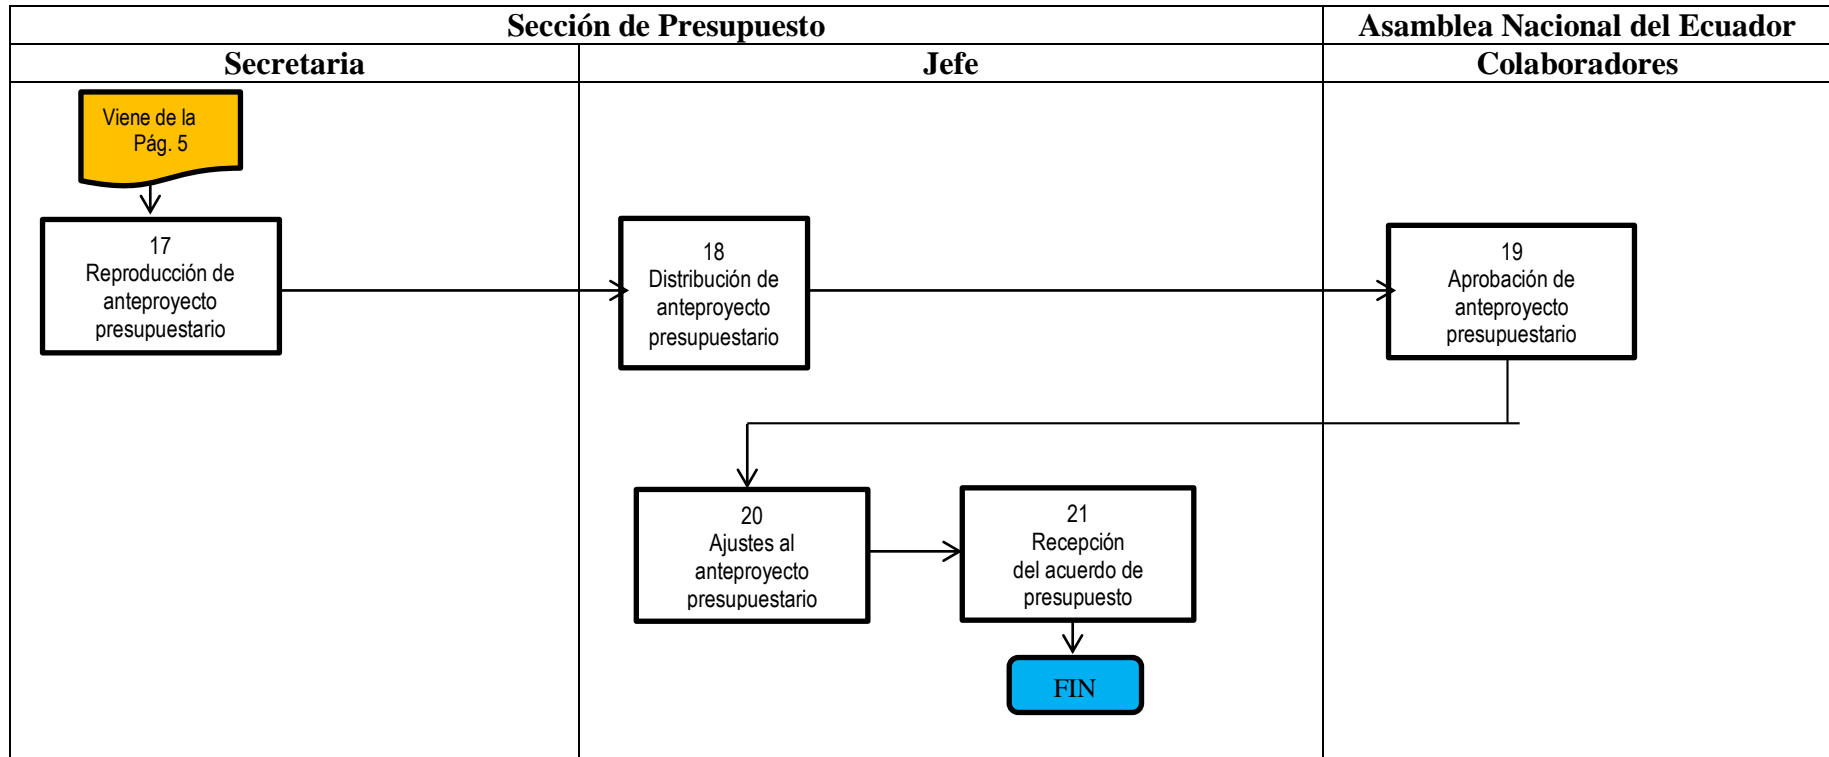 Sección de Presupuesto
Asamblea Nacional del Ecuador
Secretaria
Jefe
Colaboradores
Viene de la
Pág. 5
17
Reproducción de
anteproyecto
presupuestario
18
Distribución de
anteproyecto
presupuestario
19
Aprobación de
anteproyecto
presupuestario
20
Ajustes al
anteproyecto
presupuestario
21
Recepción
del acuerdo de
presupuesto
FIN